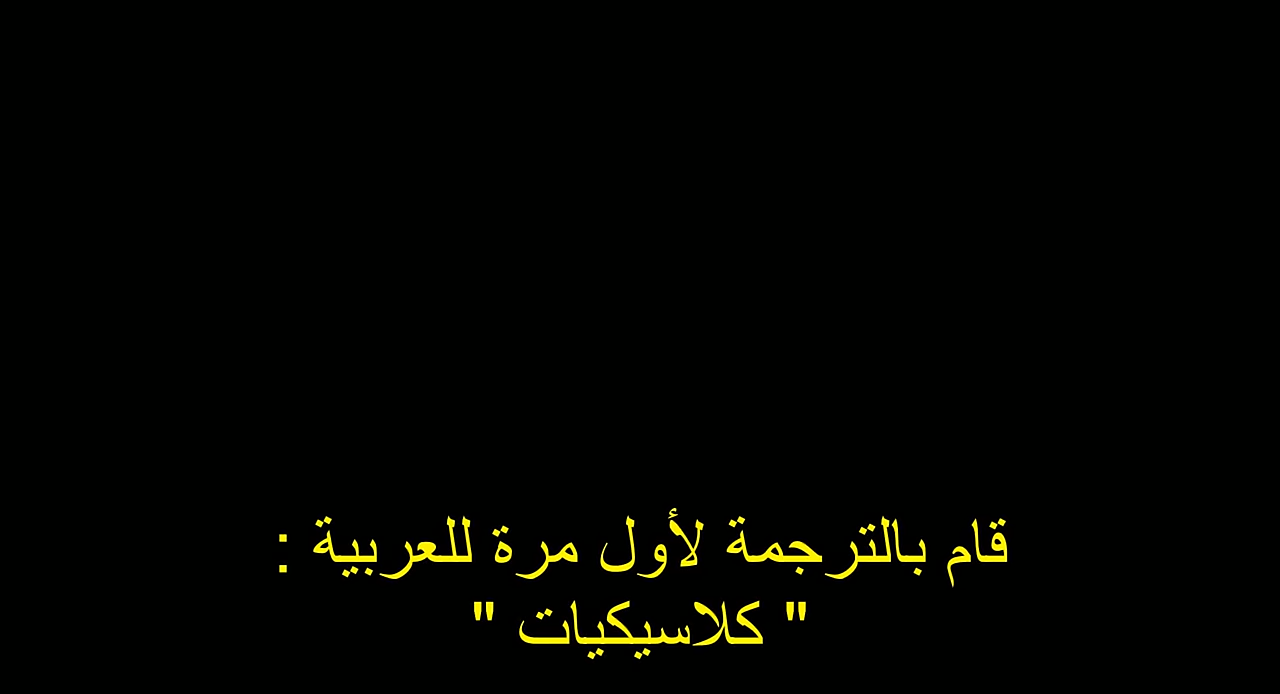 قام بالترجمة لأول مرة للعربية :
" كلاسيكيات "